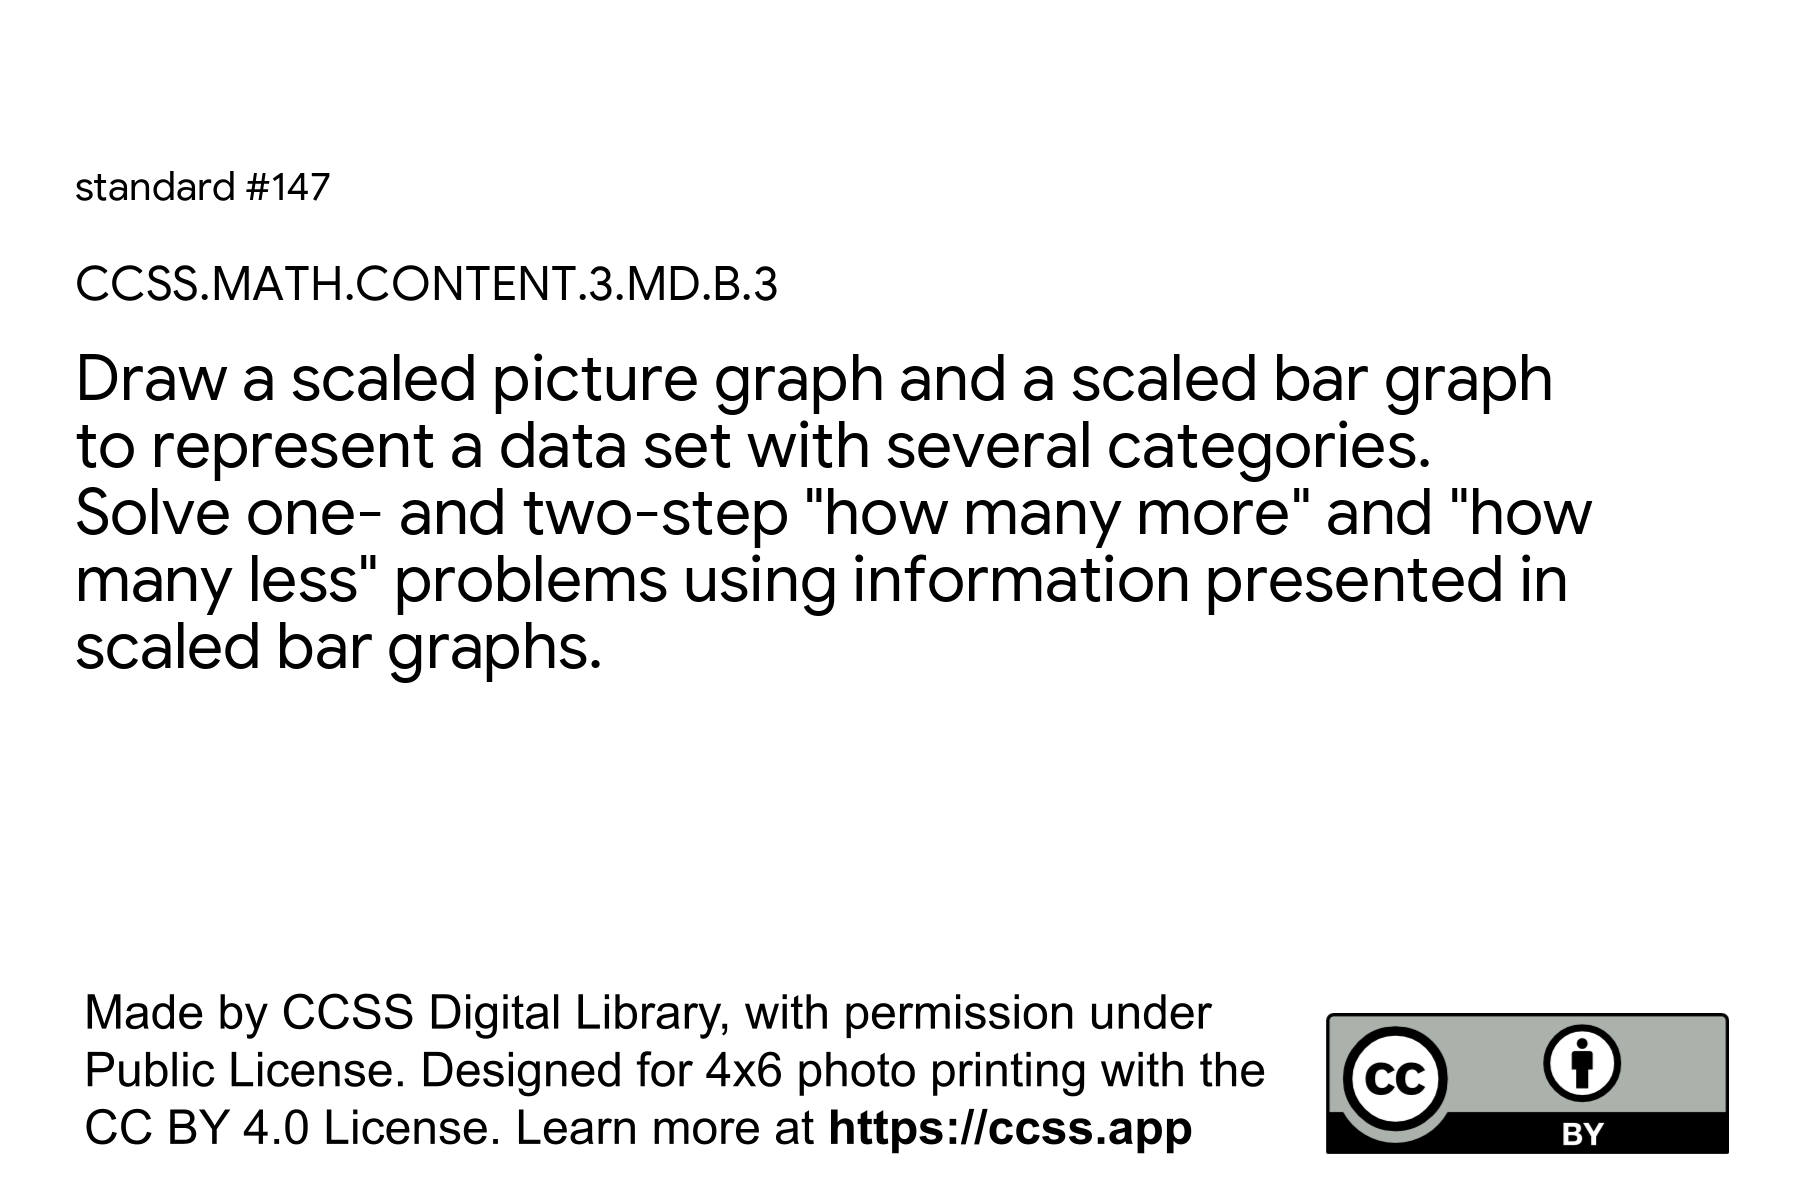 standard #147
CCSS.MATH.CONTENT.3.MD.B.3
Draw a scaled picture graph and a scaled bar graph
to represent a data set with several categories.
Solve one- and two-step "how many more" and "how
many less" problems using information presented in
scaled bar graphs.
Made by CCSS Digital Library, with permission under
Public License. Designed for 4x6 photo printing with the
CC BY 4.0 License. Learn more at https://ccss.app
cc
BY